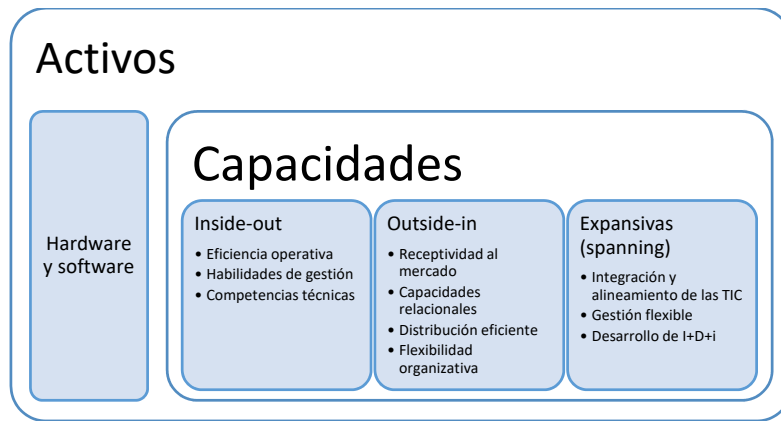 Activos
Hardware
y software
Capacidades
Inside-out
• Eficiencia operativa
• Habilidades de gestión
• Competencias técnicas
Outside-in
• Receptividad al
mercado
• Capacidades
relacionales
• Distribución eficiente
• Flexibilidad
organizativa
Expansivas
(spanning)
• Integración y
alineamiento de las TIC
• Gestión flexible
• Desarrollo de I+D+i